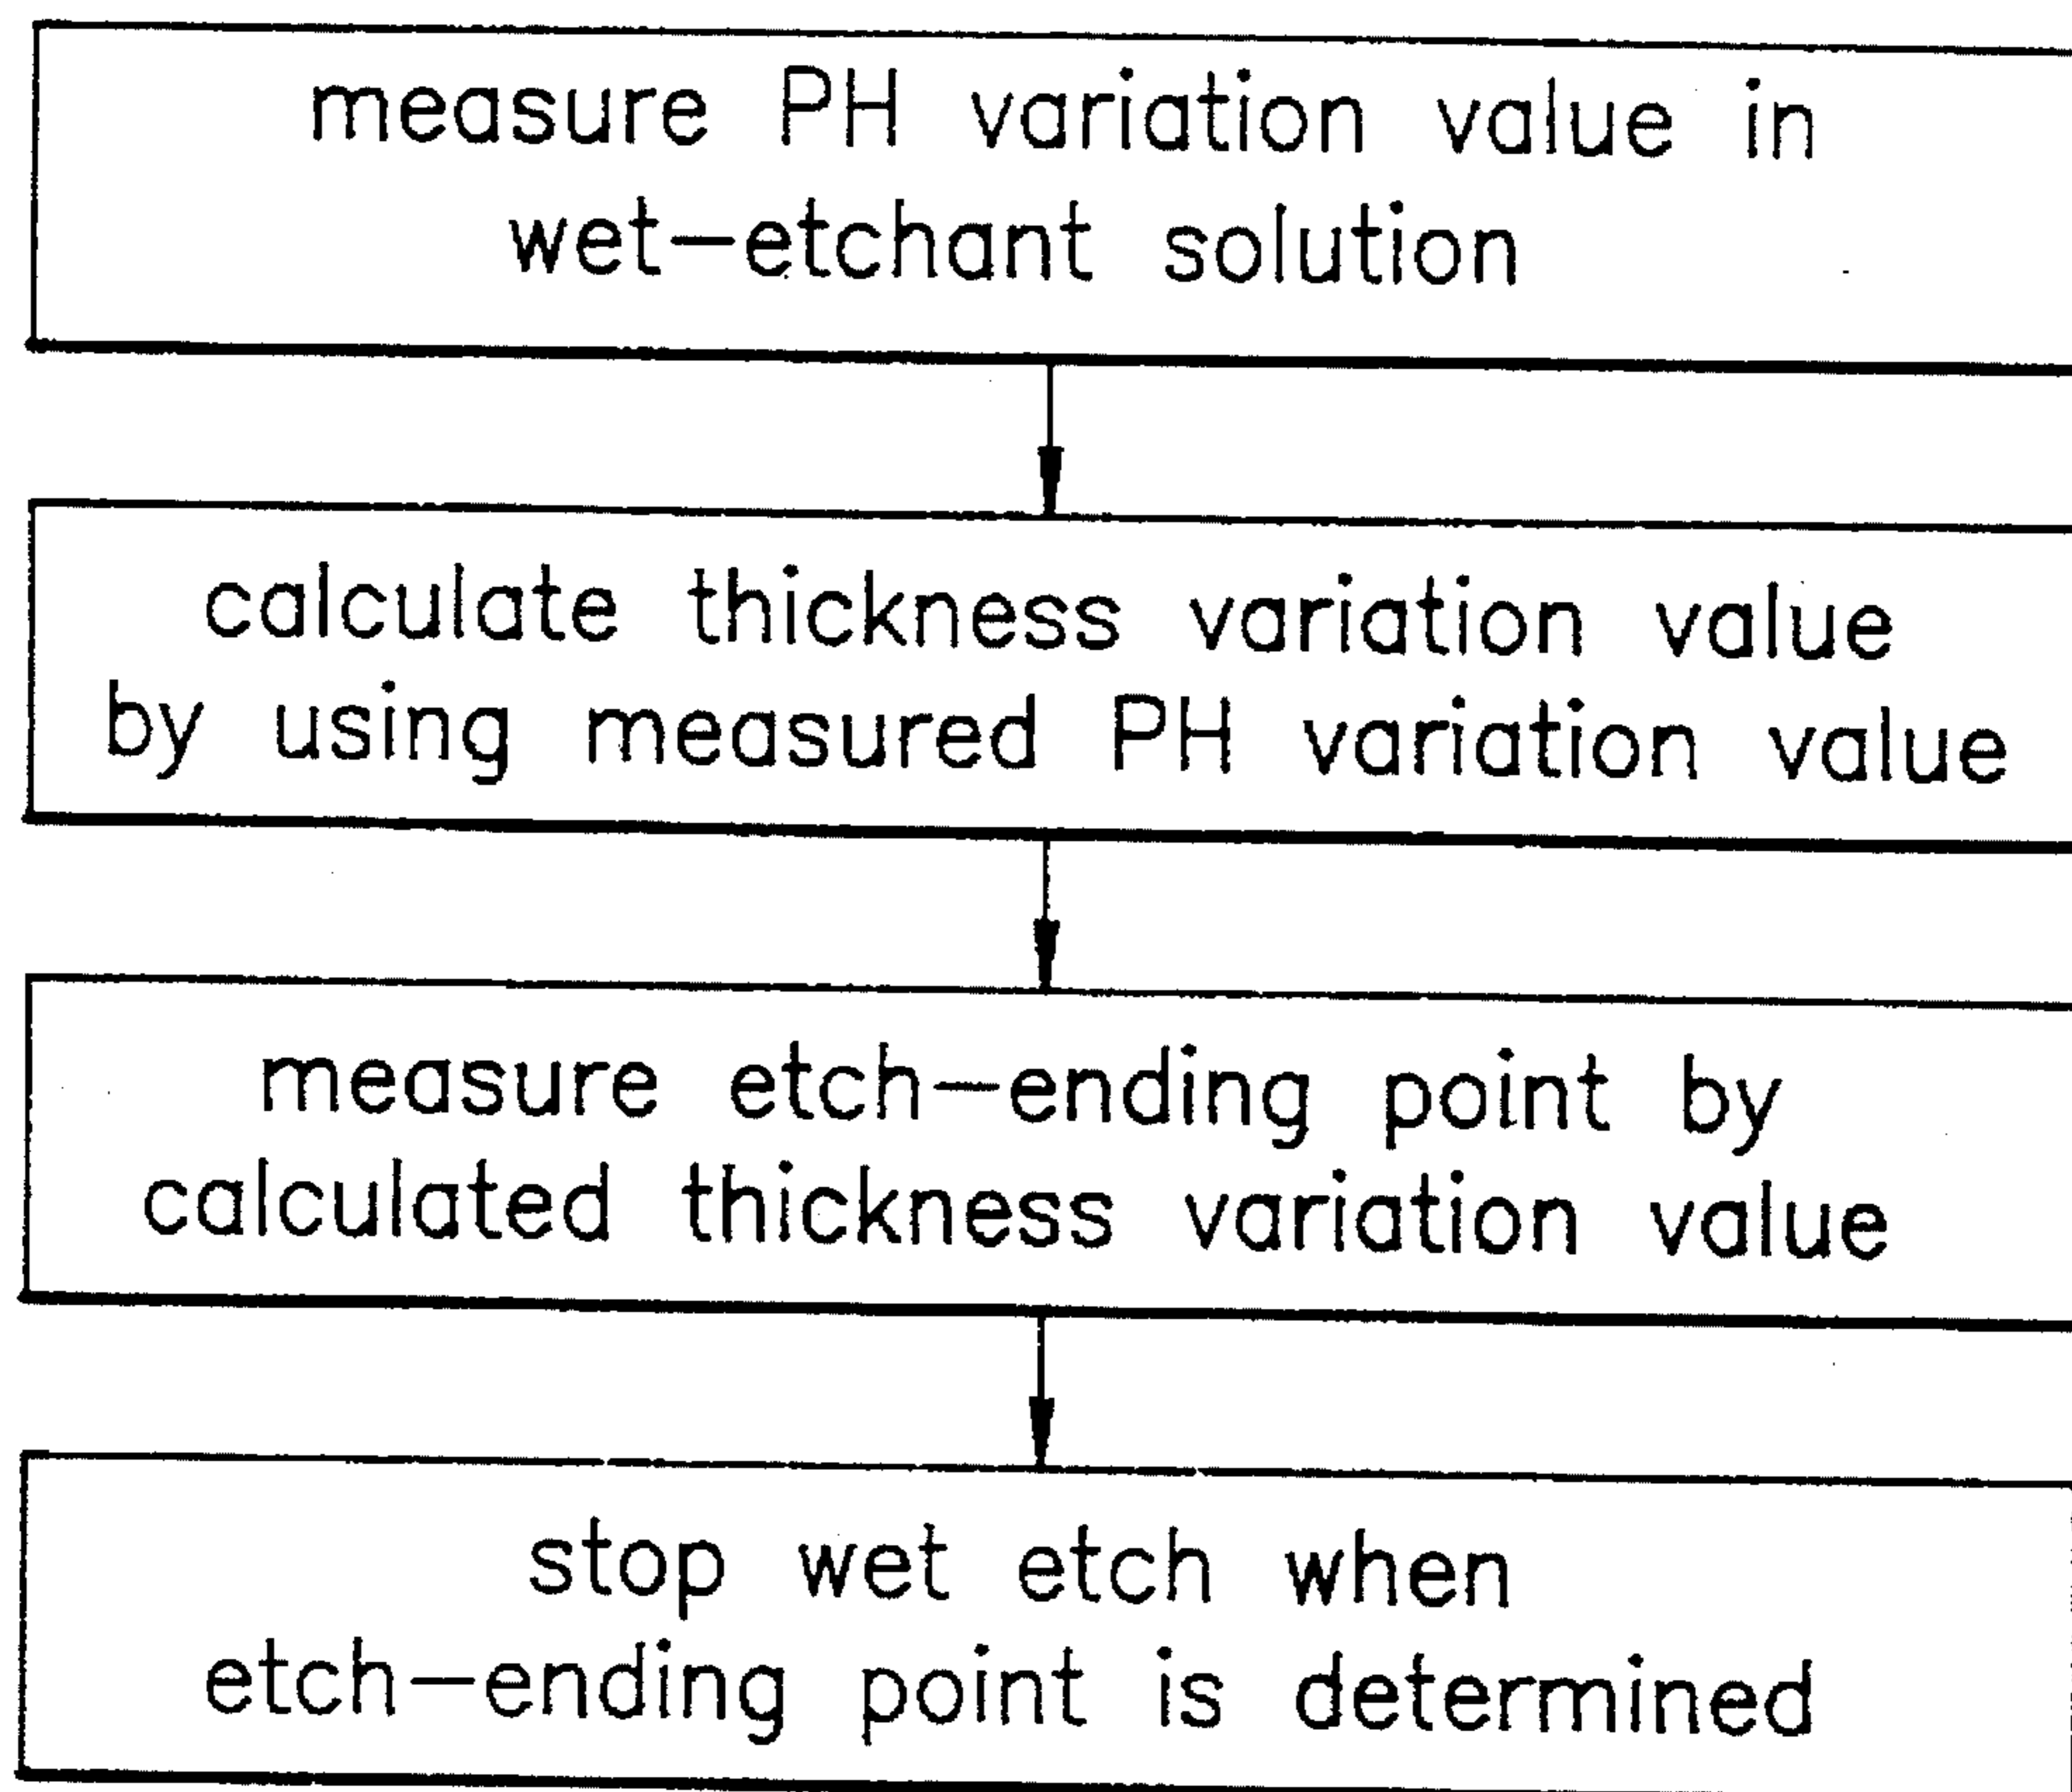 measure PH variation value in
wet-etchant solution
calculate thickness variation value
by using measured PH variation value
measure etch-ending point by
calculated thickness variation value
stop wet etch when
etch-ending point is determined